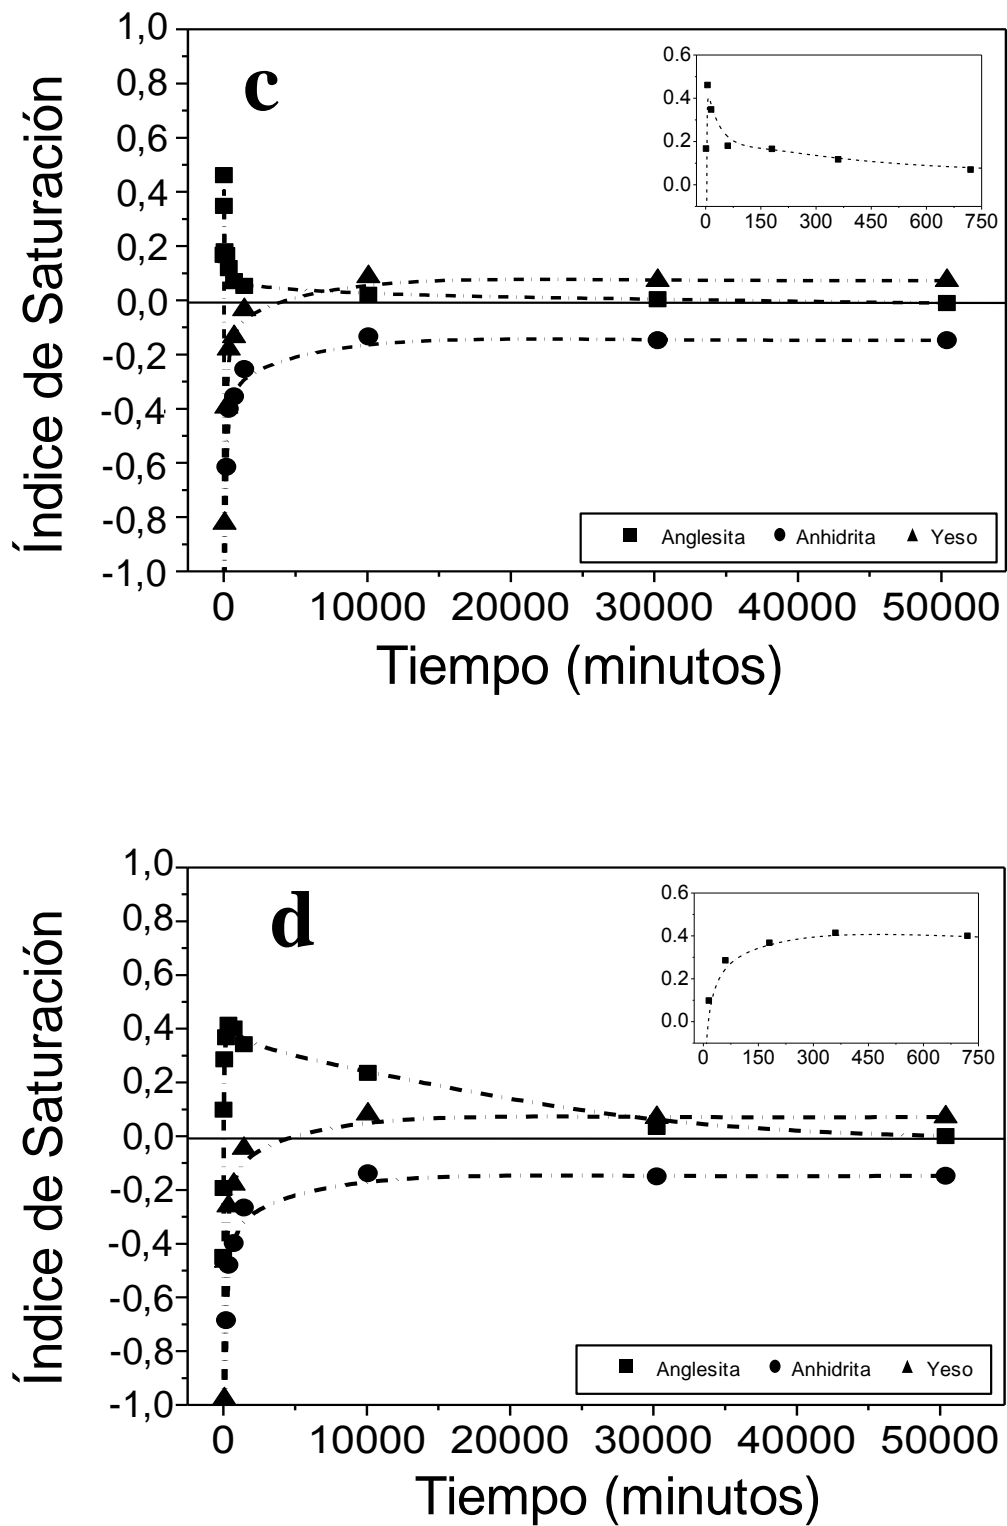 c
Índice de Saturación
1,0
0,8
0,6
0,4
0,2
0,0
-0,2
-0,4
-0,6
-0,8
-1,0
0.6
0.4
0.2
0.0
0 150 300 450 600 750
Anglesita Anhidrita Yeso
0 10000 20000 30000 40000 50000
Tiempo (minutos)
d
Índice de Saturación
1,0
0,8
0,6
0,4
0,2
0,0
-0,2
-0,4
-0,6
-0,8
-1,0
0.6
0.4
0.2
0.0
0 150 300 450 600 750
Anglesita Anhidrita Yeso
0 10000 20000 30000 40000 50000
Tiempo (minutos)